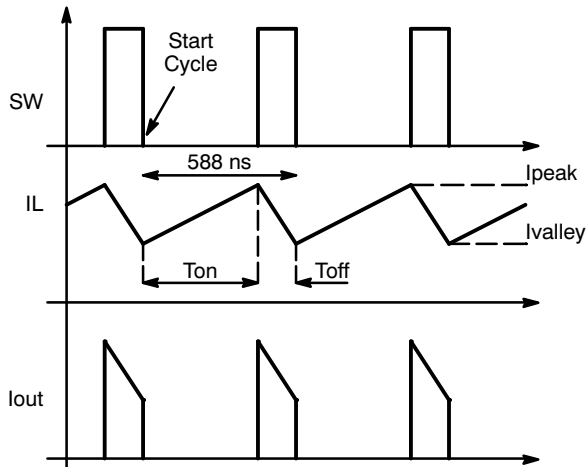 Start
Cycle
SW
588 ns
Ipeak
IL
Ivalley
Ton
Toff
Iout